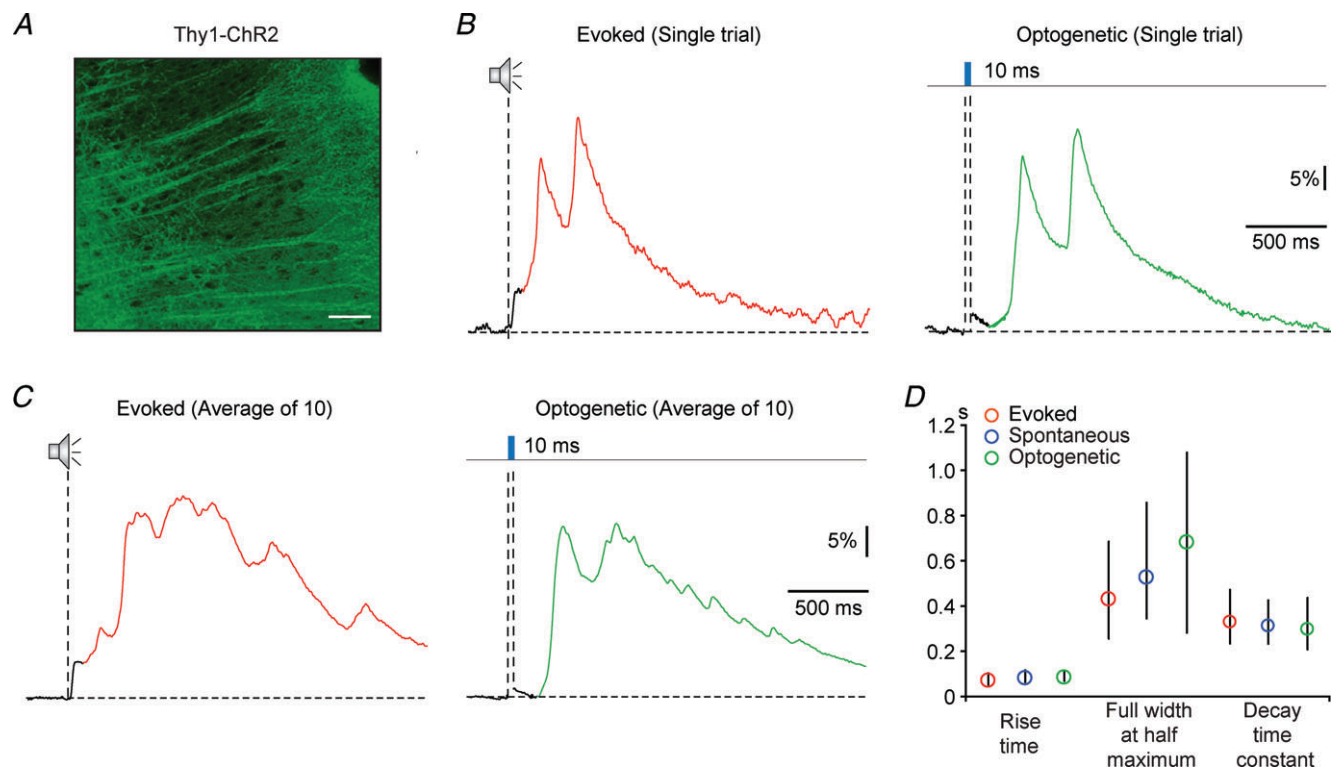 A
Thy1-ChR2
B
Evoked (Single trial)
Optogenetic (Single trial)
10 ms
5%
500 ms
C
Evoked (Average of 10)
Optogenetic (Average of 10)
10 ms
5%
500 ms
D
s
Evoked
Spontaneous
Optogenetic
1.2
1.0
0.8
0.6
0.4
0.2
0
Rise
time
Full width
at half
maximum
Decay
time
constant